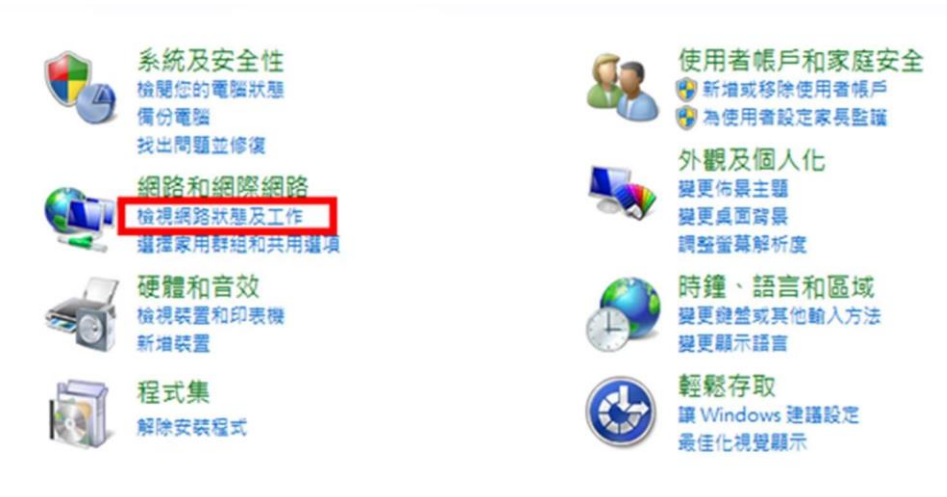 系統及安全性
檢閱您的電腦狀態
備份電腦
找出問題並修復
網路和網際網路
檢視網路狀態及工作
選擇家用群組和共用選項
硬體和音效
檢視裝置和印表機
新增裝置
程式集
解除安裝程式
使用者帳戶和家庭安全
新增或移除使用者帳戶
為使用者設定家長監護
外觀及個人化
變更佈景主題
變更桌面背景
調整螢幕解析度
時鐘、語言和區域
變更鍵盤或其他輸入方法
變更顯示語言
輕鬆存取
讓 Windows 建議設定
最佳化視覺顯示